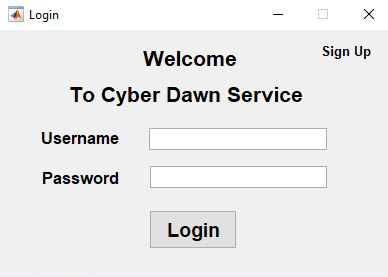 Login
Sign Up
Welcome
To Cyber Dawn Service
Username
Password
Login